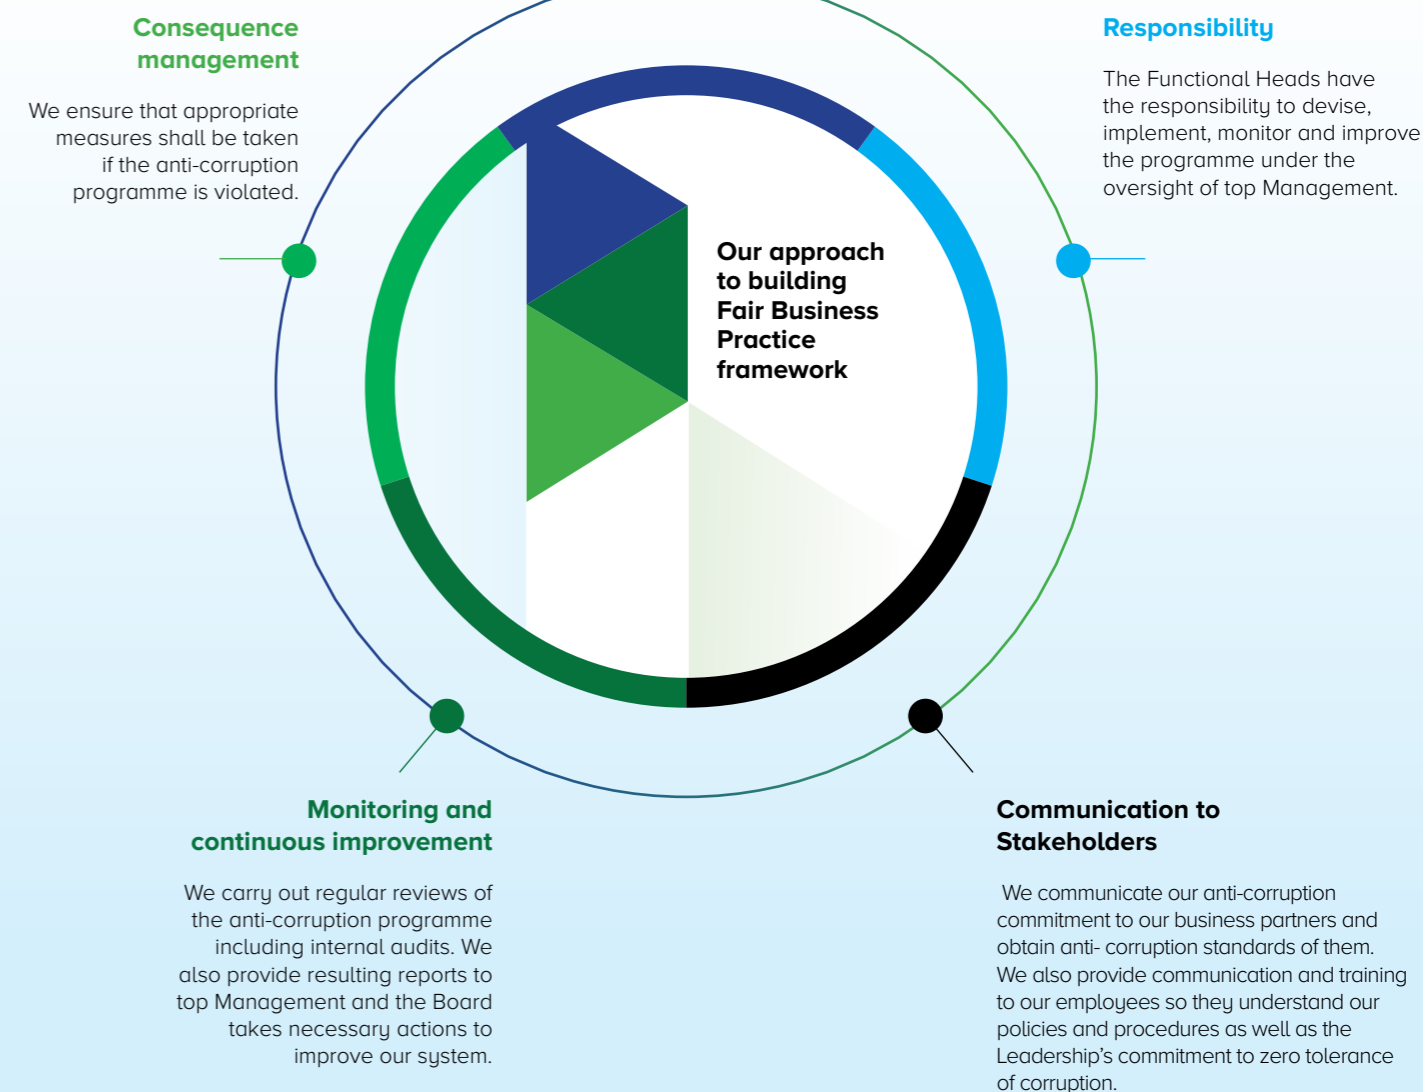 Consequence
management
We ensure that appropriate
measures shall be taken
if the anti-corruption
programme is violated.
Responsibility
The Functional Heads have
the responsibility to devise,
implement, monitor and improve
the programme under the
oversight of top Management.
Our approach
to building
Fair Business
Practice
framework
Monitoring and
continuous improvement
We carry out regular reviews of
the anti-corruption programme
including internal audits. We
also provide resulting reports to
top Management and the Board
takes necessary actions to
improve our system.
Communication to
Stakeholders
We communicate our anti-corruption
commitment to our business partners and
obtain anti- corruption standards of them.
We also provide communication and training
to our employees so they understand our
policies and procedures as well as the
Leadership’s commitment to zero tolerance
of corruption.